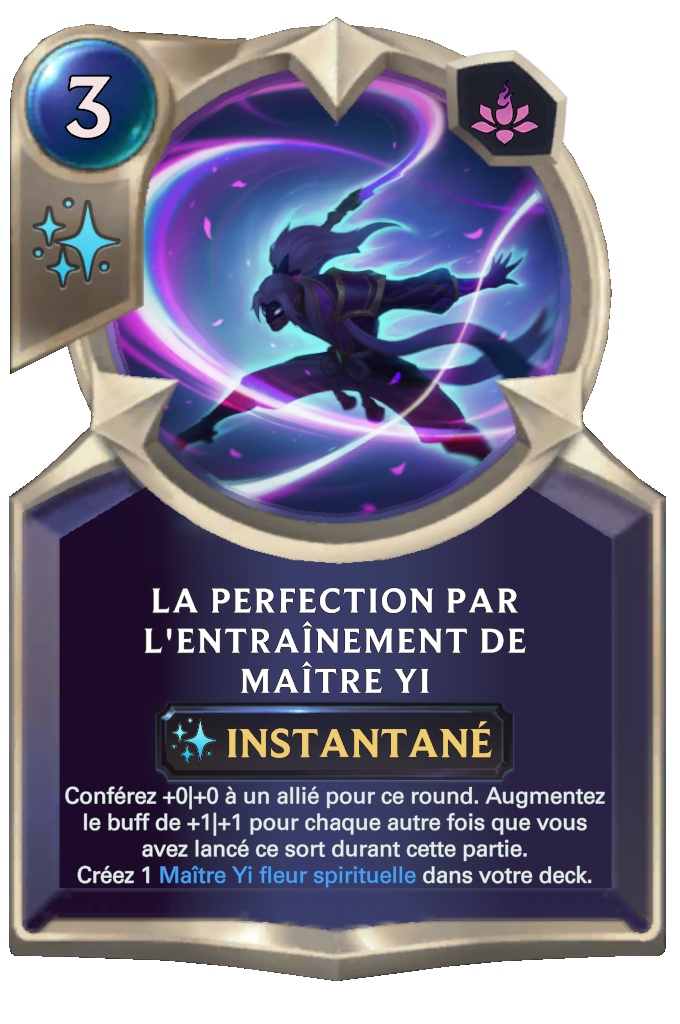 3
LA PERFECTION PAR
L'ENTRAÎNEMENT DE
MAÎTRE YI
INSTANTANÉ
Conférez +0|+0 à un allié pour ce round. Augmentez
le buff de +1|+1 pour chaque autre fois que vous
avez lancé ce sort durant cette partie.
Créez 1 Maître Yi fleur spirituelle dans votre deck.